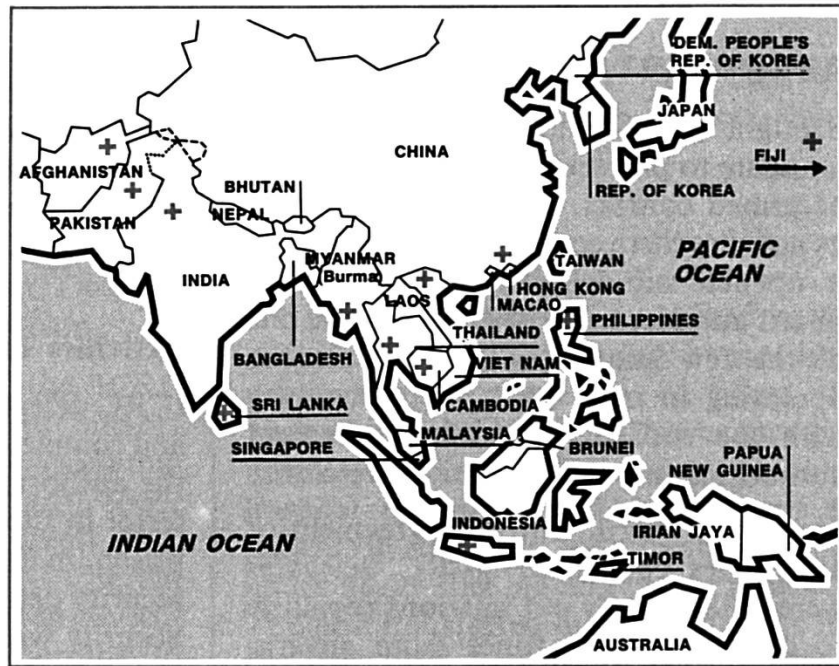 DEM. PEOPLE'S
REP. OF KOREA
JAPAN
CHINA
FIJI
AFGHANISTAN
REP. OF KOREA
BHUTAN
PAKISTAN
NEPAL
PACIFIC
OCEAN
MYANMAR
(Burma)
TAIWAN
INDIA
HONG KONG
MACAO
LAOS
PHILIPPINES
THAILAND
BANGLADESH
VIET NAM
SRI LANKA
CAMBODIA
MALAYSIA
SINGAPORE
BRUNEI
PAPUA
NEW GUINEA
INDONESIA
IRIAN JAYA
INDIAN OCEAN
TIMOR
AUSTRALIA